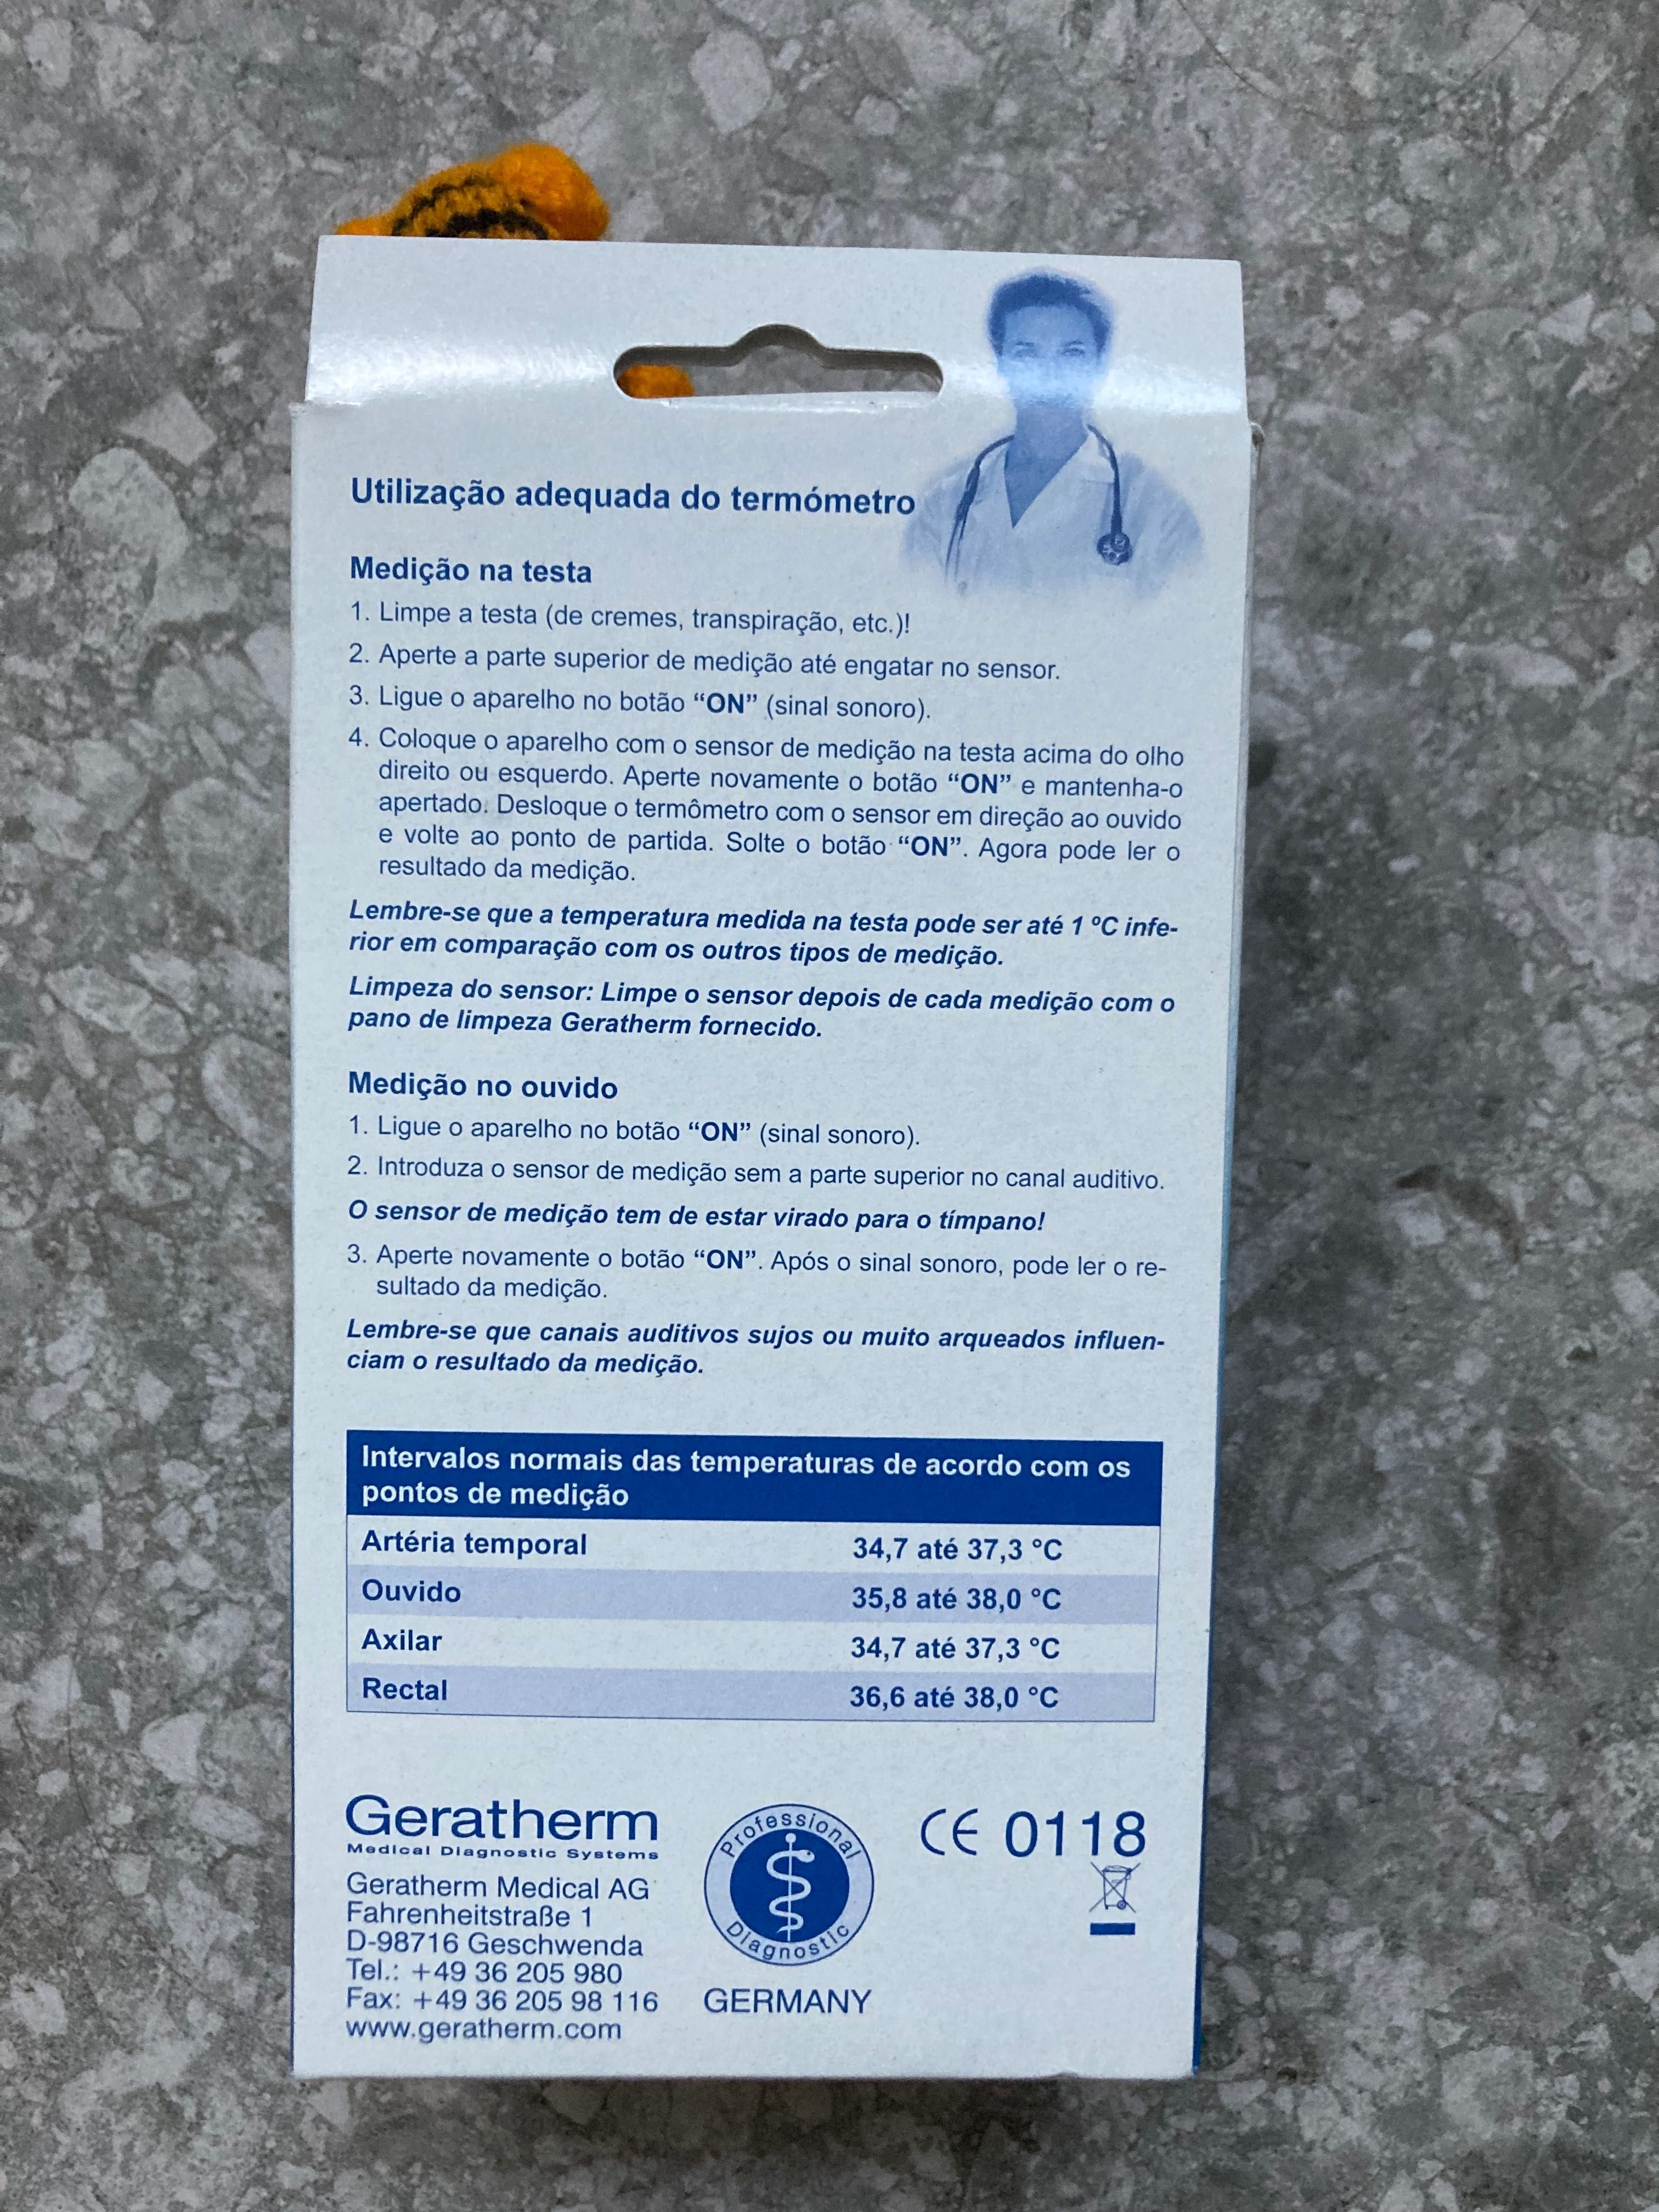 Utilização adequada do termómetro
Medição na testa
1. Limpe a testa (de cremes, transpiração, etc.)!
2. Aperte a parte superior de medição até engatar no sensor.
3. Ligue o aparelho no botão “ON” (sinal sonoro).
4. Coloque o aparelho com o sensor de medição na testa acima do olho
direito ou esquerdo. Aperte novamente o botão “ON” e mantenha-o
apertado. Desloque o termômetro com o sensor em direção ao ouvido
e volte ao ponto de partida. Solte o botão “ON”. Agora pode ler o
resultado da medição.
Lembre-se que a temperatura medida na testa pode ser até 1 ºC infe-
rior em comparação com os outros tipos de medição.
Limpeza do sensor: Limpe o sensor depois de cada medição com o
pano de limpeza Geratherm fornecido.
Medição no ouvido
1. Ligue o aparelho no botão “ON” (sinal sonoro).
2. Introduza o sensor de medição sem a parte superior no canal auditivo.
O sensor de medição tem de estar virado para o tímpano!
3. Aperte novamente o botão “ON”. Após o sinal sonoro, pode ler o re-
sultado da medição.
Lembre-se que canais auditivos sujos ou muito arqueados influen-
ciam o resultado da medição.
Intervalos normais das temperaturas de acordo com os
pontos de medição
Artéria temporal 34,7 até 37,3 °C
Ouvido 35,8 até 38,0 °C
Axilar 34,7 até 37,3 °C
Rectal 36,6 até 38,0 °C
Geratherm
Medical Diagnostic Systems
Geratherm Medical AG
Fahrenheitstraße 1
D-98716 Geschwenda
Tel.: +49 36 205 980
Fax: +49 36 205 98 116
www.geratherm.com
Professional
Diagnostic
GERMANY
CE 0118